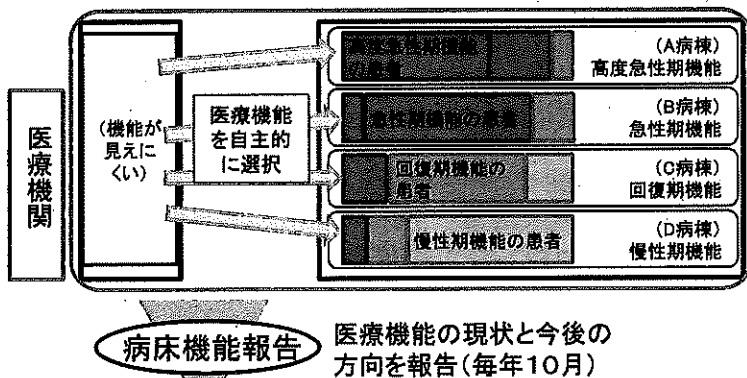 医療機関
(機能が
見えに
くい)
医療機能
を自主的
に選択
高度急性期機能
の患者
(A病棟)
高度急性期機能
急性期機能の患者
(B病棟)
急性期機能
回復期機能の
患者
(C病棟)
回復期機能
慢性期機能の患者
(D病棟)
慢性期機能
病床機能報告
医療機能の現状と今後の
方向を報告(毎年10月)